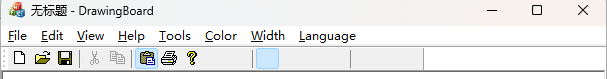 无标题 - DrawingBoard
File Edit View Help Tools Color Width Language